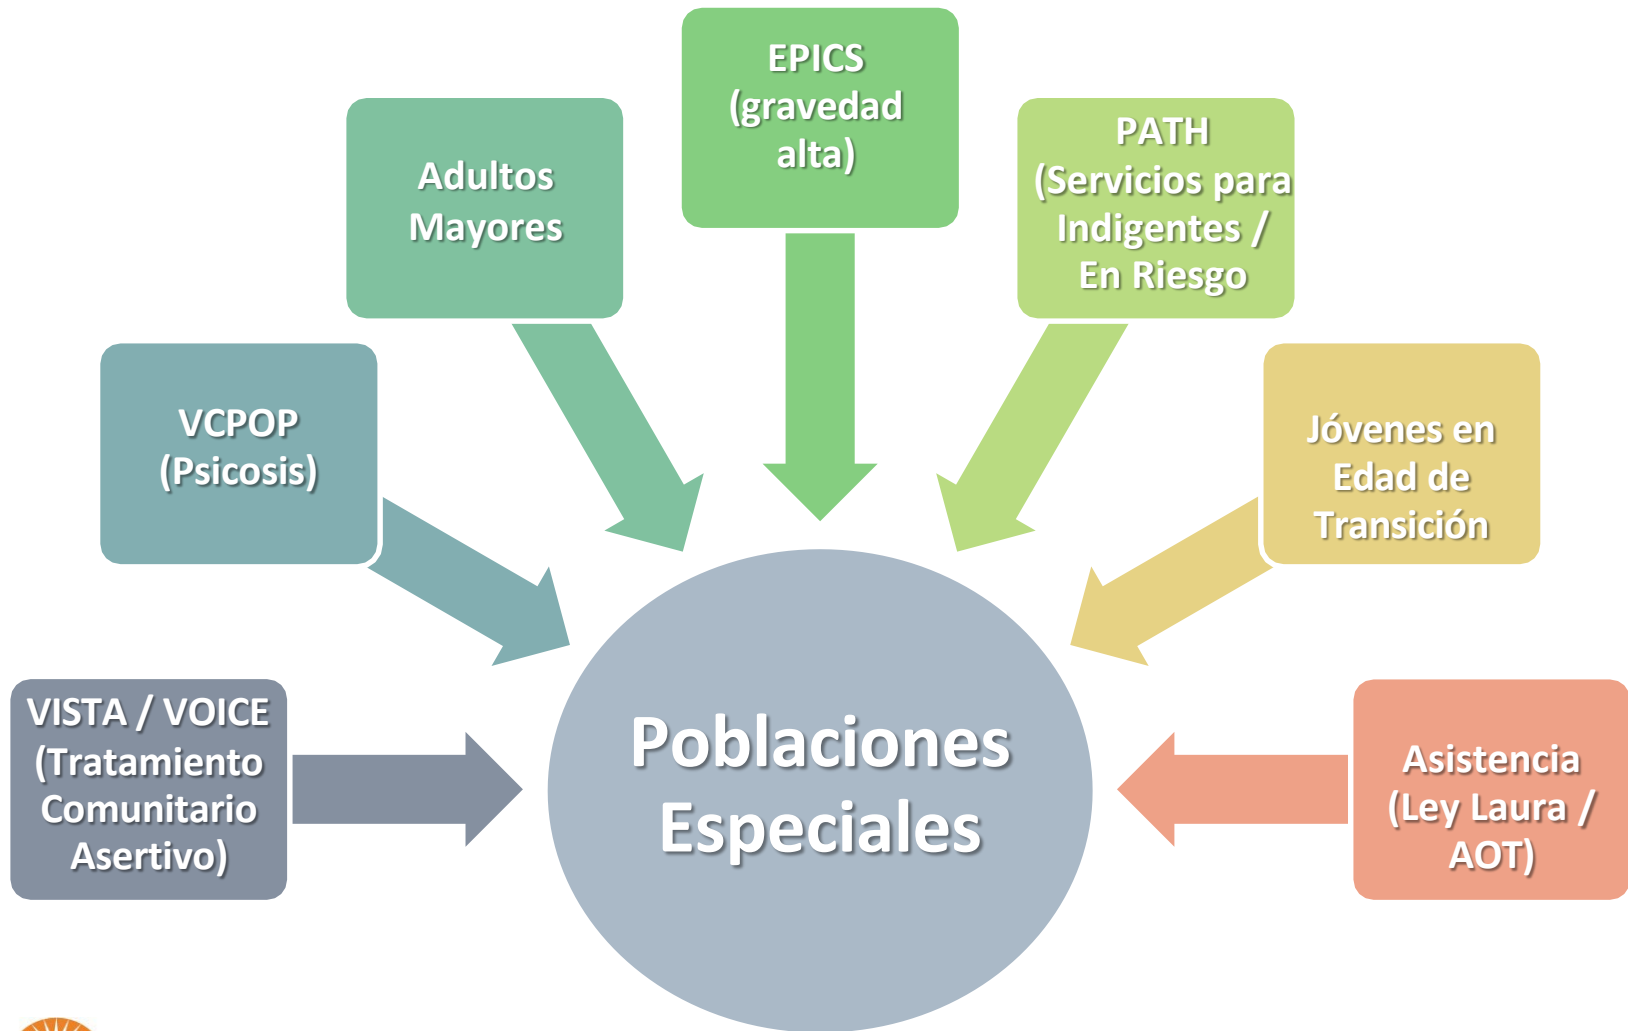 EPICS
(gravedad
alta)
Adultos
Mayores
PATH
(Servicios para
Indigentes /
En Riesgo
VCPOP
(Psicosis)
Jóvenes en
Edad de
Transición
VISTA / VOICE
(Tratamiento
Comunitario
Asertivo)
Poblaciones
Especiales
Asistencia
(Ley Laura /
AOT)